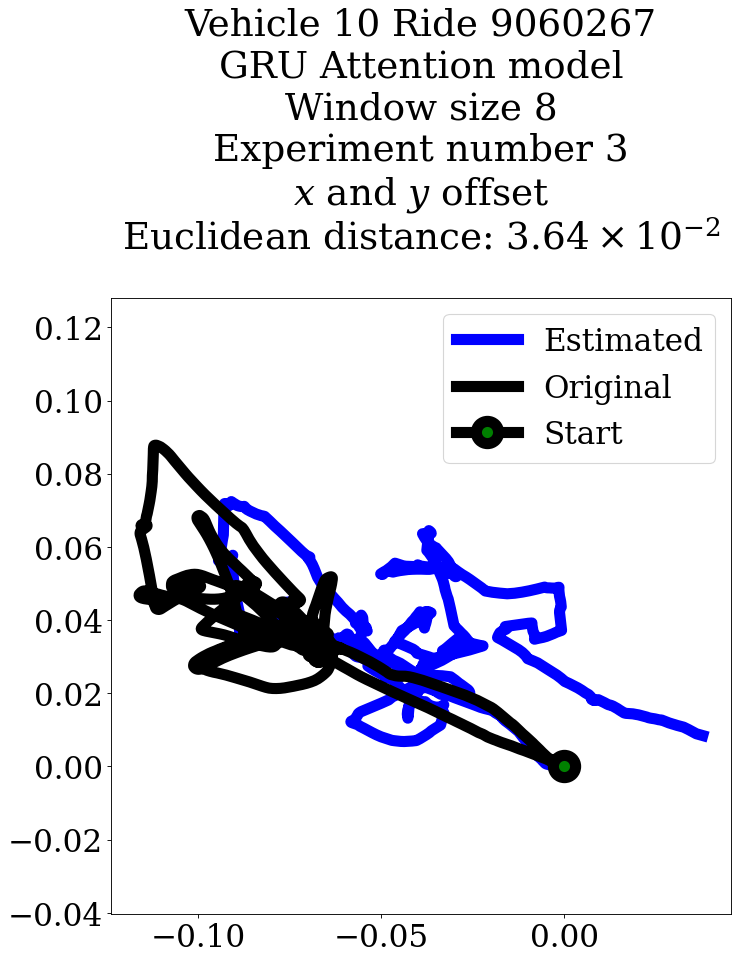 Vehicle 10 Ride 9060267
GRU Attention model
Window size 8
Experiment number 3
x and y offset
Euclidean distance: 3.64 × 10⁻²
Estimated
Original
Start
0.12
0.10
0.08
0.06
0.04
0.02
0.00
−0.02
−0.04
−0.10
−0.05
0.00